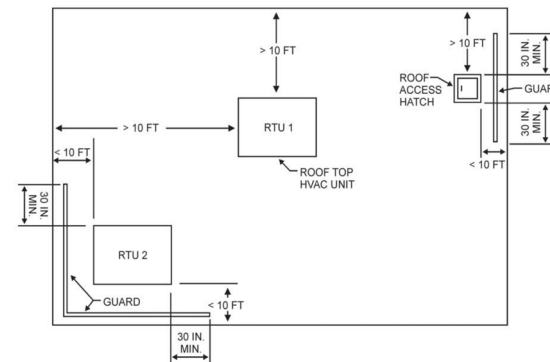 > 10 FT
> 10 FT
30 IN.
MIN.
ROOF
ACCESS
HATCH
GUAR
30 IN.
MIN.
< 10 FT
> 10 FT
RTU 1
< 10 FT
ROOF TOP
HVAC UNIT
30 IN.
MIN.
RTU 2
GUARD
< 10 FT
30 IN.
MIN.